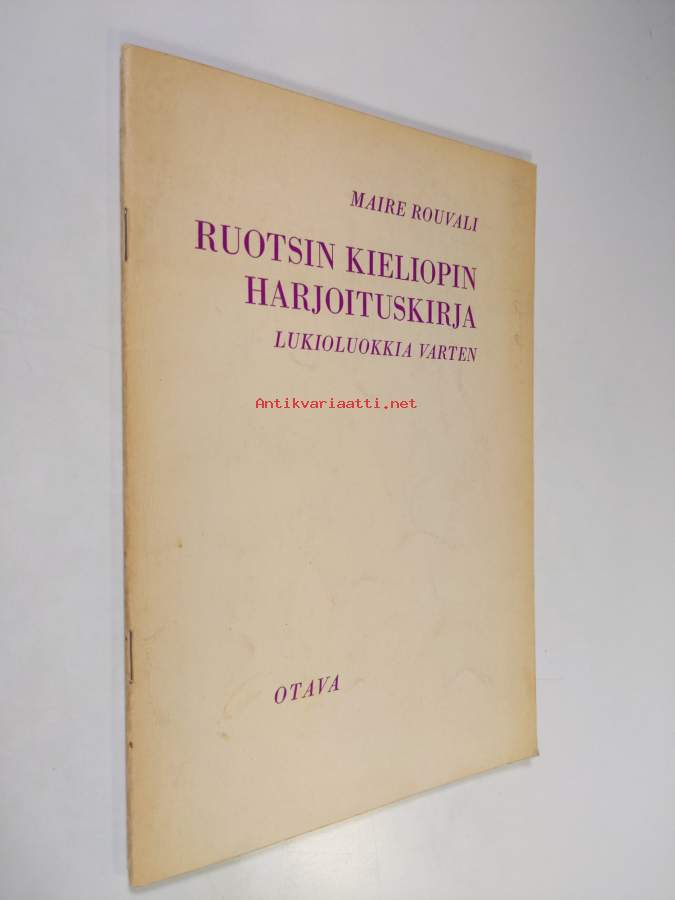 MAIRE ROUVALI
RUOTSIN KIELIOPIN
HARJOITUSKIRJA
LUKIOLUOKKIA VARTEN
Antikvariaatti.net
OTAVA